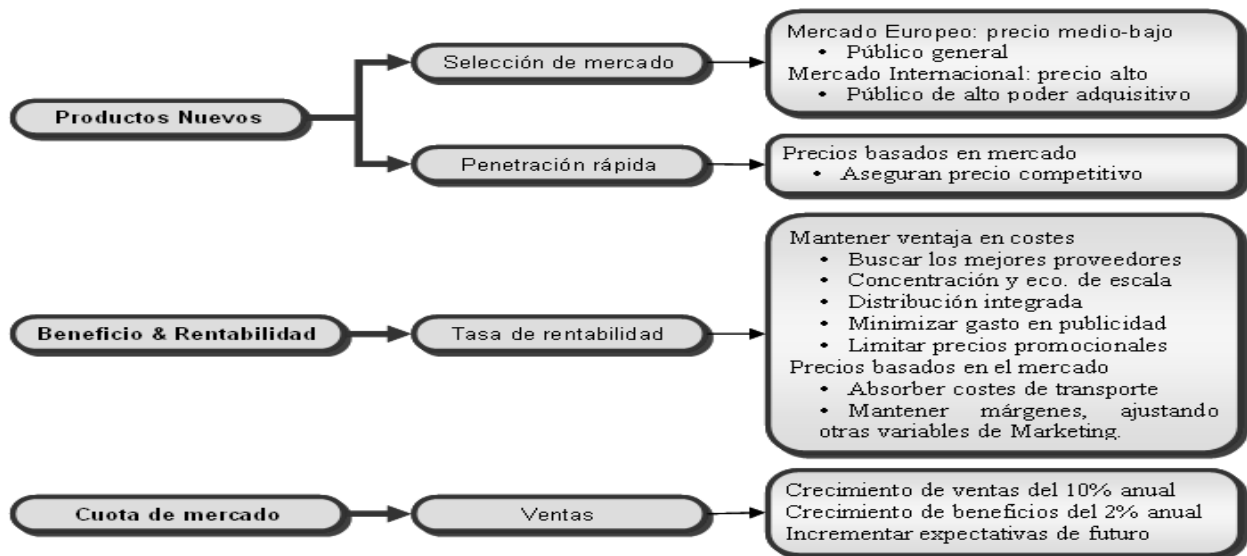 Productos Nuevos
Selección de mercado
Mercado Europeo: precio medio-bajo
• Público general
Mercado Internacional: precio alto
• Público de alto poder adquisitivo
Penetración rápida
Precios basados en mercado
• Aseguran precio competitivo
Beneficio & Rentabilidad
Tasa de rentabilidad
Mantener ventaja en costes
• Buscar los mejores proveedores
• Concentración y eco. de escala
• Distribución integrada
• Minimizar gasto en publicidad
• Limitar precios promocionales
Precios basados en el mercado
• Absorber costes de transporte
• Mantener márgenes, ajustando
otras variables de Marketing.
Cuota de mercado
Ventas
Crecimiento de ventas del 10% anual
Crecimiento de beneficios del 2% anual
Incrementar expectativas de futuro